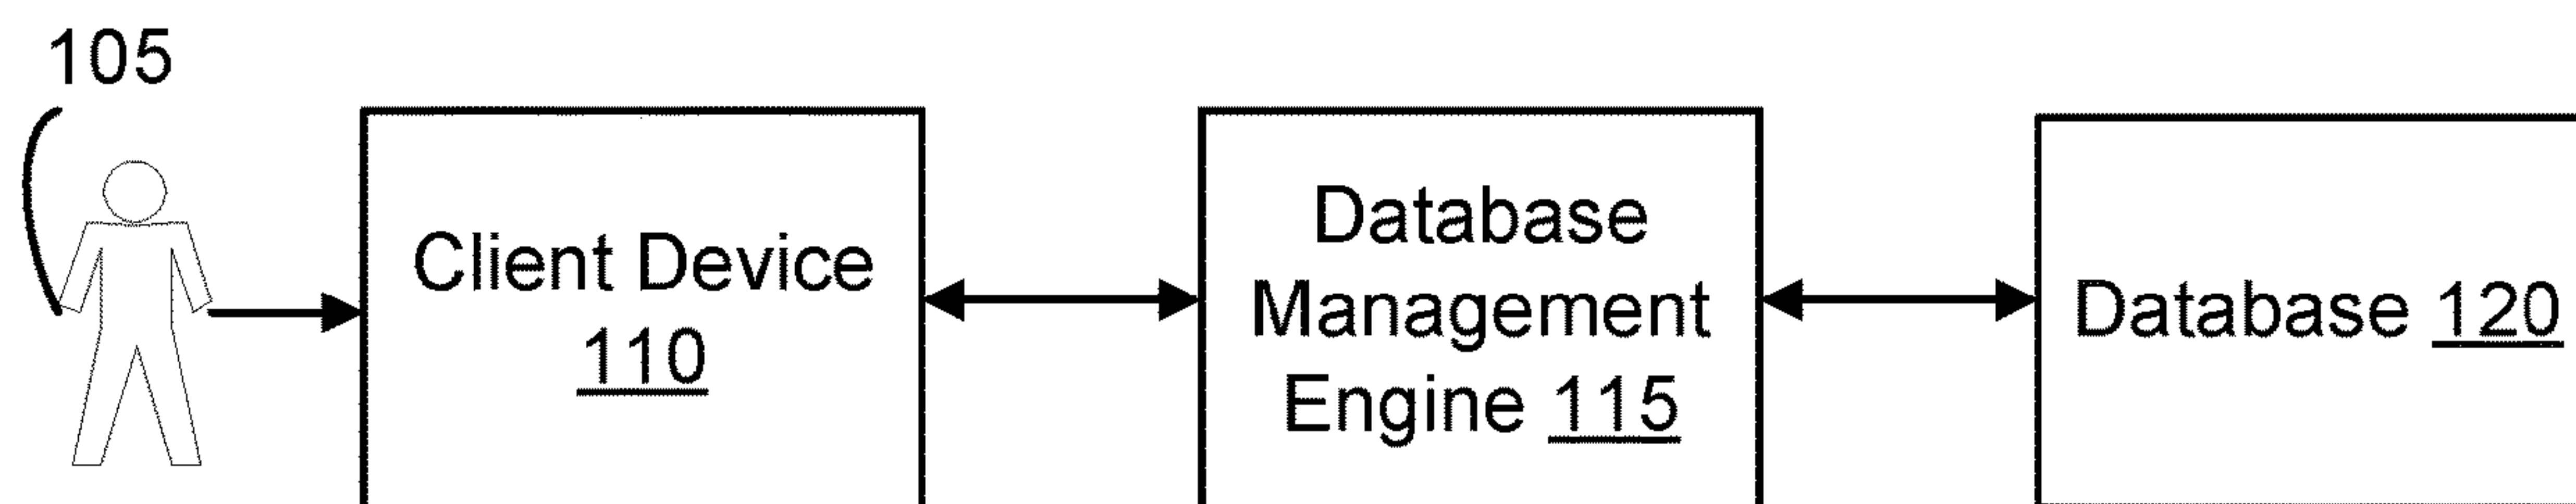 105
Client Device
110
Database
Management
Engine 115
Database 120